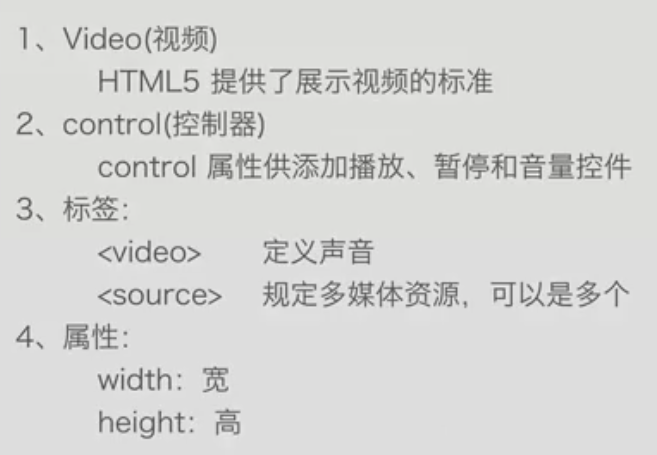 1、Video(视频)
HTML5 提供了展示视频的标准
2、control(控制器)
control 属性供添加播放、暂停和音量控件
3、标签：
<video> 定义声音
<source> 规定多媒体资源，可以是多个
4、属性：
width：宽
height：高